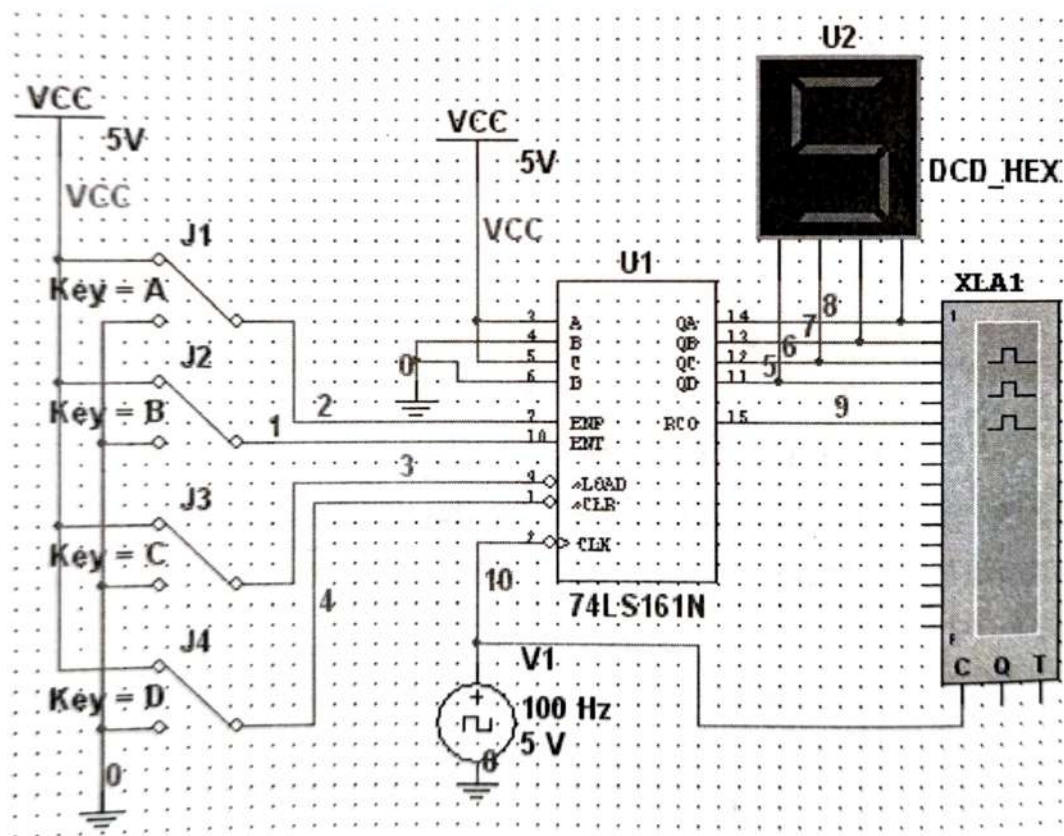 U2
VCC
5V
VCC
5V
DCD_HEX
VCC
VCC
J1
Key = A
U1
XLA1
3 A QA 14
4 B QB 13
5 C QC 12
6 D QD 11
7 ENP RCO 15
10 ENT
9 ~LOAD
1 ~CLR
2 CLK
8
7
6
5
9
0
1
F
J2
Key = B
2
1
3
J3
Key = C
4
10
74LS161N
J4
Key = D
V1
100 Hz
5 V
0
0
C Q T